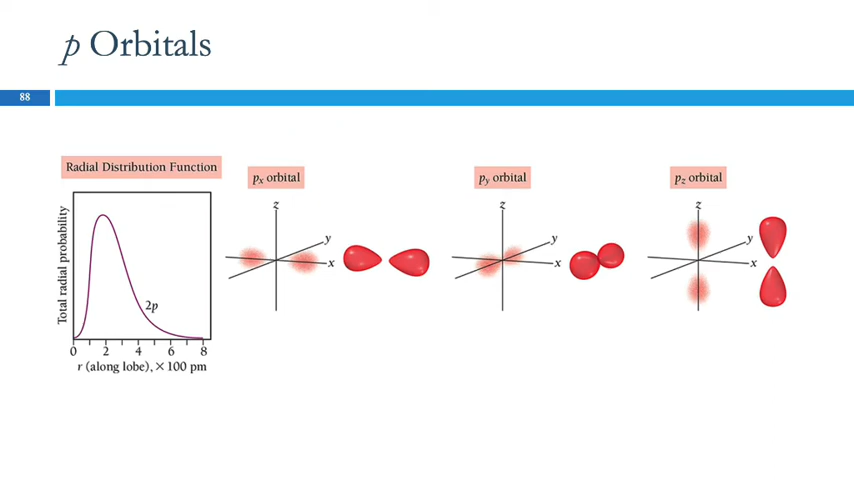 p Orbitals
88
Radial Distribution Function
Total radial probability
2p
0 2 4 6 8
r (along lobe), × 100 pm
px orbital
z
y
x
py orbital
z
y
x
pz orbital
z
y
x